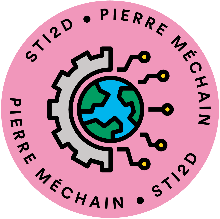 STI2D • PIERRE MÉCHAIN
PIERRE MÉCHAIN • STI2D